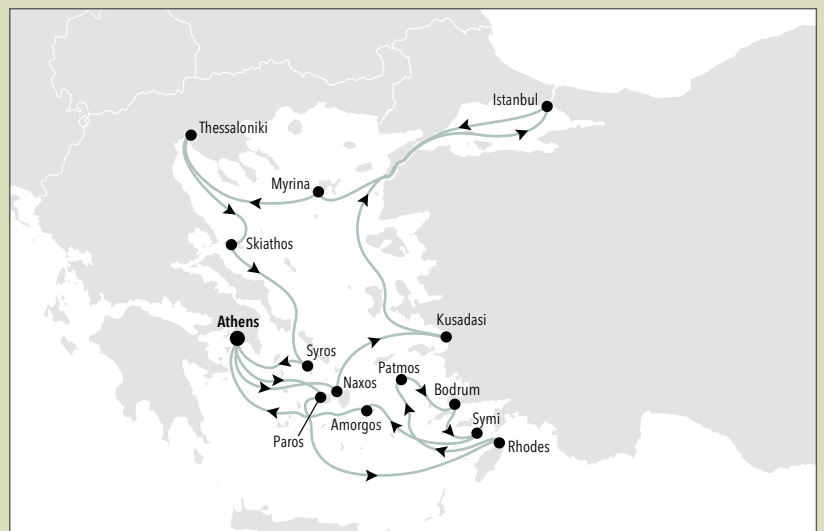 Istanbul
Thessaloniki
Myrina
Skiathos
Athens
Kusadasi
Syros
Patmos
Naxos
Bodrum
Amorgos
Symi
Paros
Rhodes